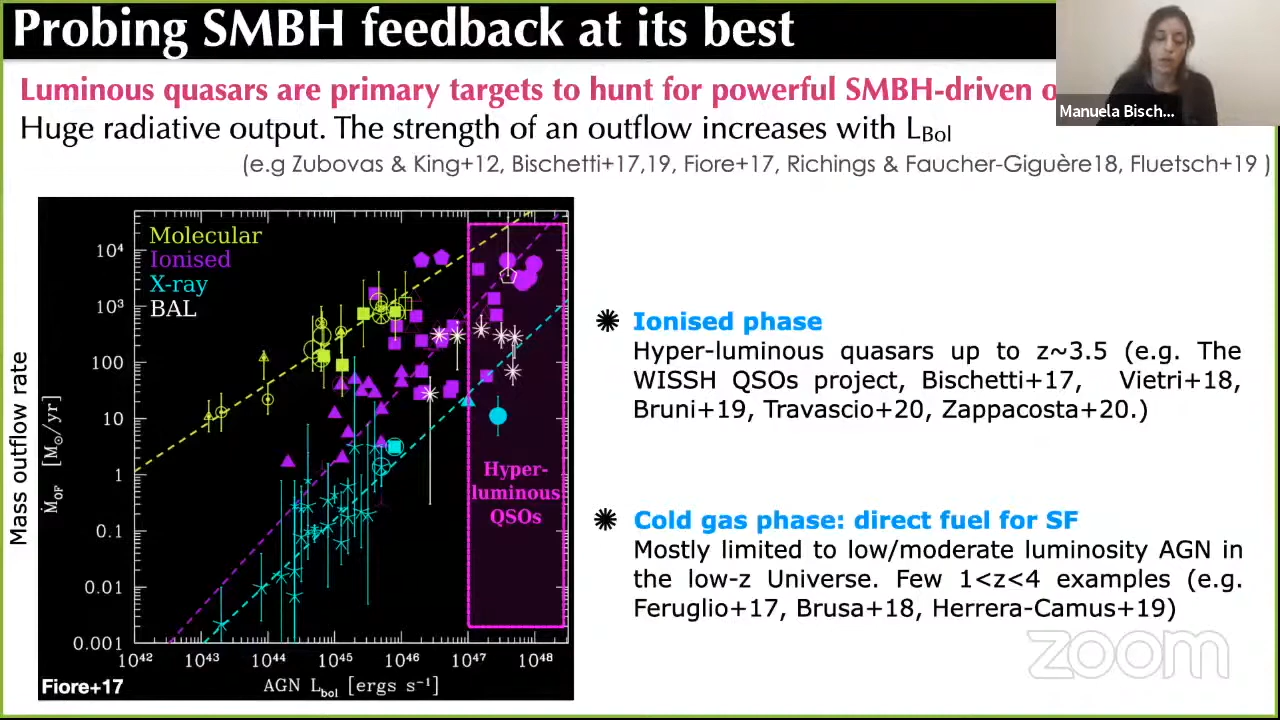 Probing SMBH feedback at its best
Luminous quasars are primary targets to hunt for powerful SMBH-driven o
Manuela Bisch...
Huge radiative output. The strength of an outflow increases with LBol
(e.g Zubovas & King+12, Bischetti+17,19, Fiore+17, Richings & Faucher-Giguère18, Fluetsch+19 )
Molecular
Ionised
X-ray
BAL
10⁴
10³
100
10
1
0.1
0.01
0.001
Mass outflow rate
ṀOF [M⊙/yr]
Hyper-
luminous
QSOs
10⁴² 10⁴³ 10⁴⁴ 10⁴⁵ 10⁴⁶ 10⁴⁷ 10⁴⁸
AGN Lbol [ergs s⁻¹]
Fiore+17
Ionised phase
Hyper-luminous quasars up to z~3.5 (e.g. The
WISSH QSOs project, Bischetti+17, Vietri+18,
Bruni+19, Travascio+20, Zappacosta+20.)
Cold gas phase: direct fuel for SF
Mostly limited to low/moderate luminosity AGN in
the low-z Universe. Few 1<z<4 examples (e.g.
Feruglio+17, Brusa+18, Herrera-Camus+19)
zoom